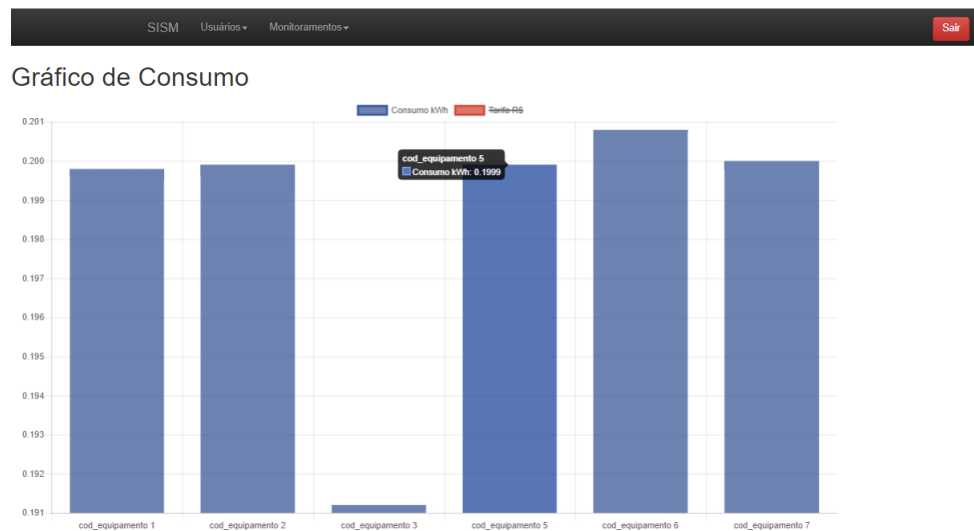 SISM Usuários Monitoramentos Sair
Gráfico de Consumo
Consumo kWh Tarifa R$
0.201
cod_equipamento 5
Consumo kWh: 0.1999
0.200
0.199
0.198
0.197
0.196
0.195
0.194
0.193
0.192
0.191
cod_equipamento 1 cod_equipamento 2 cod_equipamento 3 cod_equipamento 5 cod_equipamento 6 cod_equipamento 7